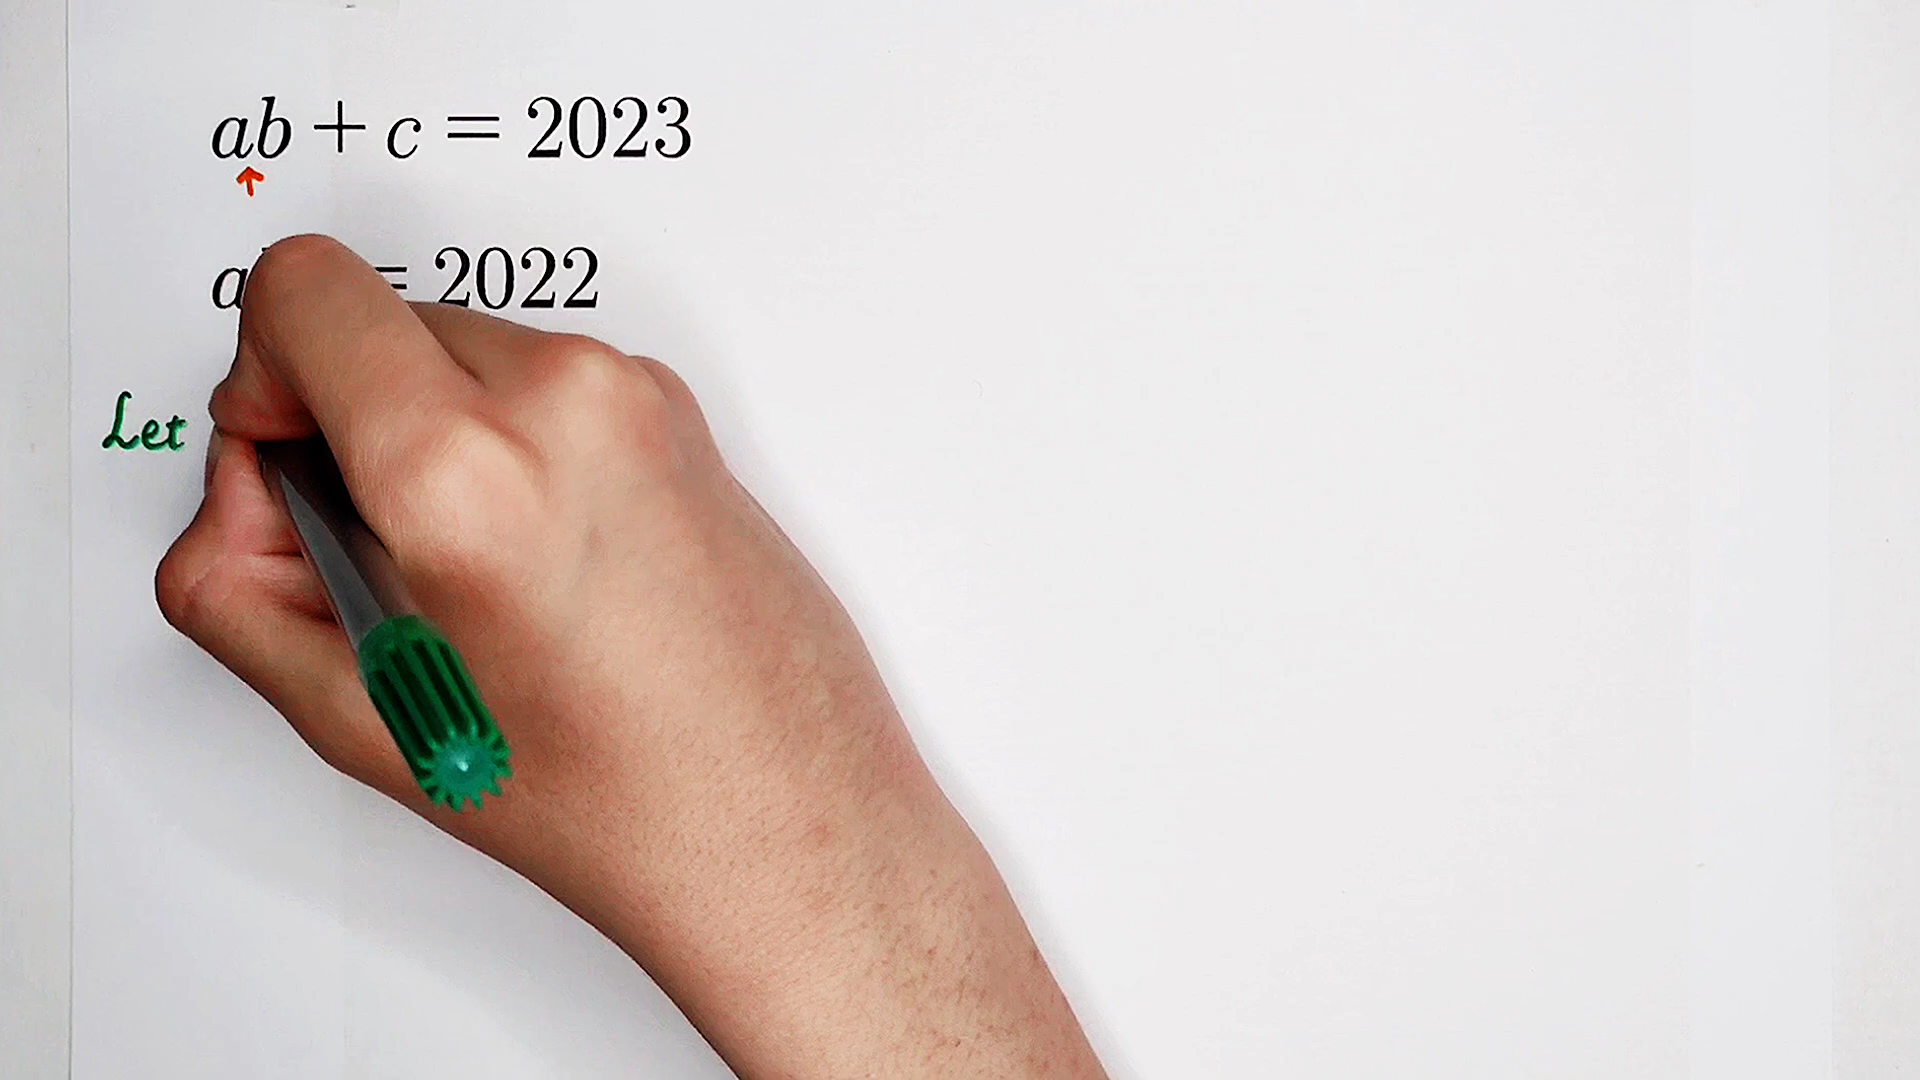 ab + c = 2023
a = 2022
Let